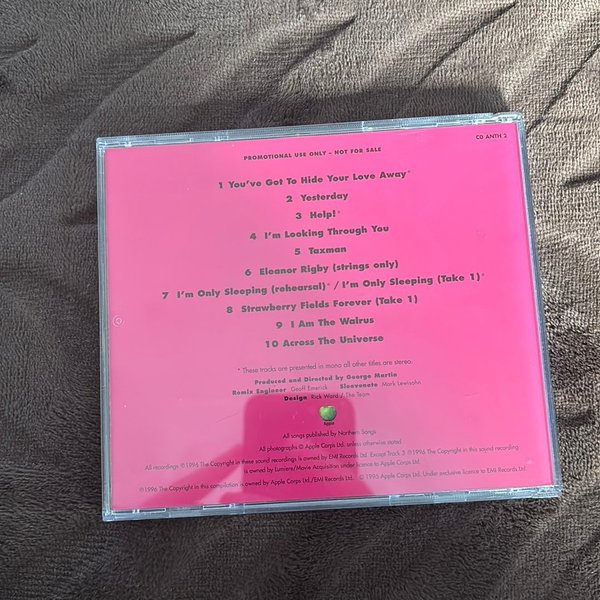 CD ANTH 2
PROMOTIONAL USE ONLY – NOT FOR SALE
1 You've Got To Hide Your Love Away*
2 Yesterday
3 Help!*
4 I'm Looking Through You
5 Taxman
6 Eleanor Rigby (strings only)
7 I'm Only Sleeping (rehearsal)* / I'm Only Sleeping (Take 1)*
8 Strawberry Fields Forever (Take 1)
9 I Am The Walrus
10 Across The Universe
* These tracks are presented in mono all other titles are stereo.
Produced and Directed by George Martin
Remix Engineer Geoff Emerick Sleevenote Mark Lewisohn
Design Rick Ward / The Team
Apple
All songs published by Northern Songs
All photographs © Apple Corps Ltd. unless otherwise stated
All recordings ℗1996 The Copyright in these sound recordings is owned by EMI Records Ltd. Except Track 3 ℗1996 The Copyright in this sound recording
is owned by Lumiere/Movie Acquisition under licence to Apple Corps Ltd.
℗1996 The Copyright in this compilation is owned by Apple Corps Ltd./EMI Records Ltd. © 1995 Apple Corps Ltd. Under exclusive licence to EMI Records Ltd.